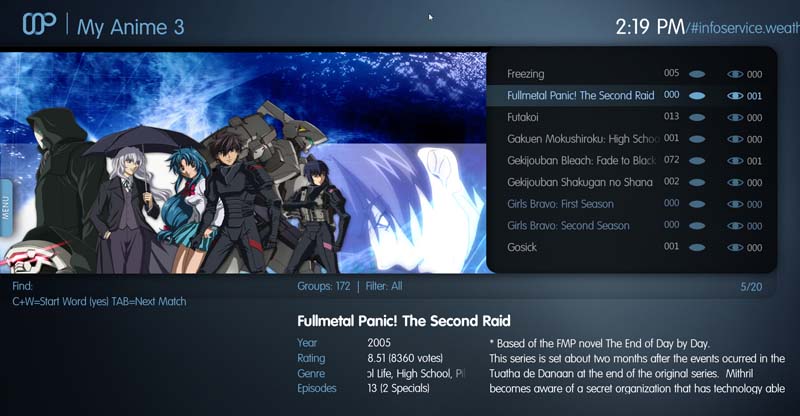 My Anime 3
2:19 PM/#infoservice.weath
Freezing 005 000
Fullmetal Panic! The Second Raid 000 001
Futakoi 013 000
Gakuen Mokushiroku: High Schoo 001 000
Gekijouban Bleach: Fade to Black 072 001
Gekijouban Shakugan no Shana 002 000
Girls Bravo: First Season 000 000
Girls Bravo: Second Season 000 000
Gosick 001 000
MENU
Find:
C+W=Start Word (yes) TAB=Next Match
Groups: 172 | Filter: All
5/20
Fullmetal Panic! The Second Raid
Year 2005
Rating 8.51 (8360 votes)
Genre ol Life, High School, Pi
Episodes 13 (2 Specials)
* Based of the FMP novel The End of Day by Day.
This series is set about two months after the events ocurred in the
Tuatha de Danaan at the end of the original series. Mithril
becomes aware of a secret organization that has technology able